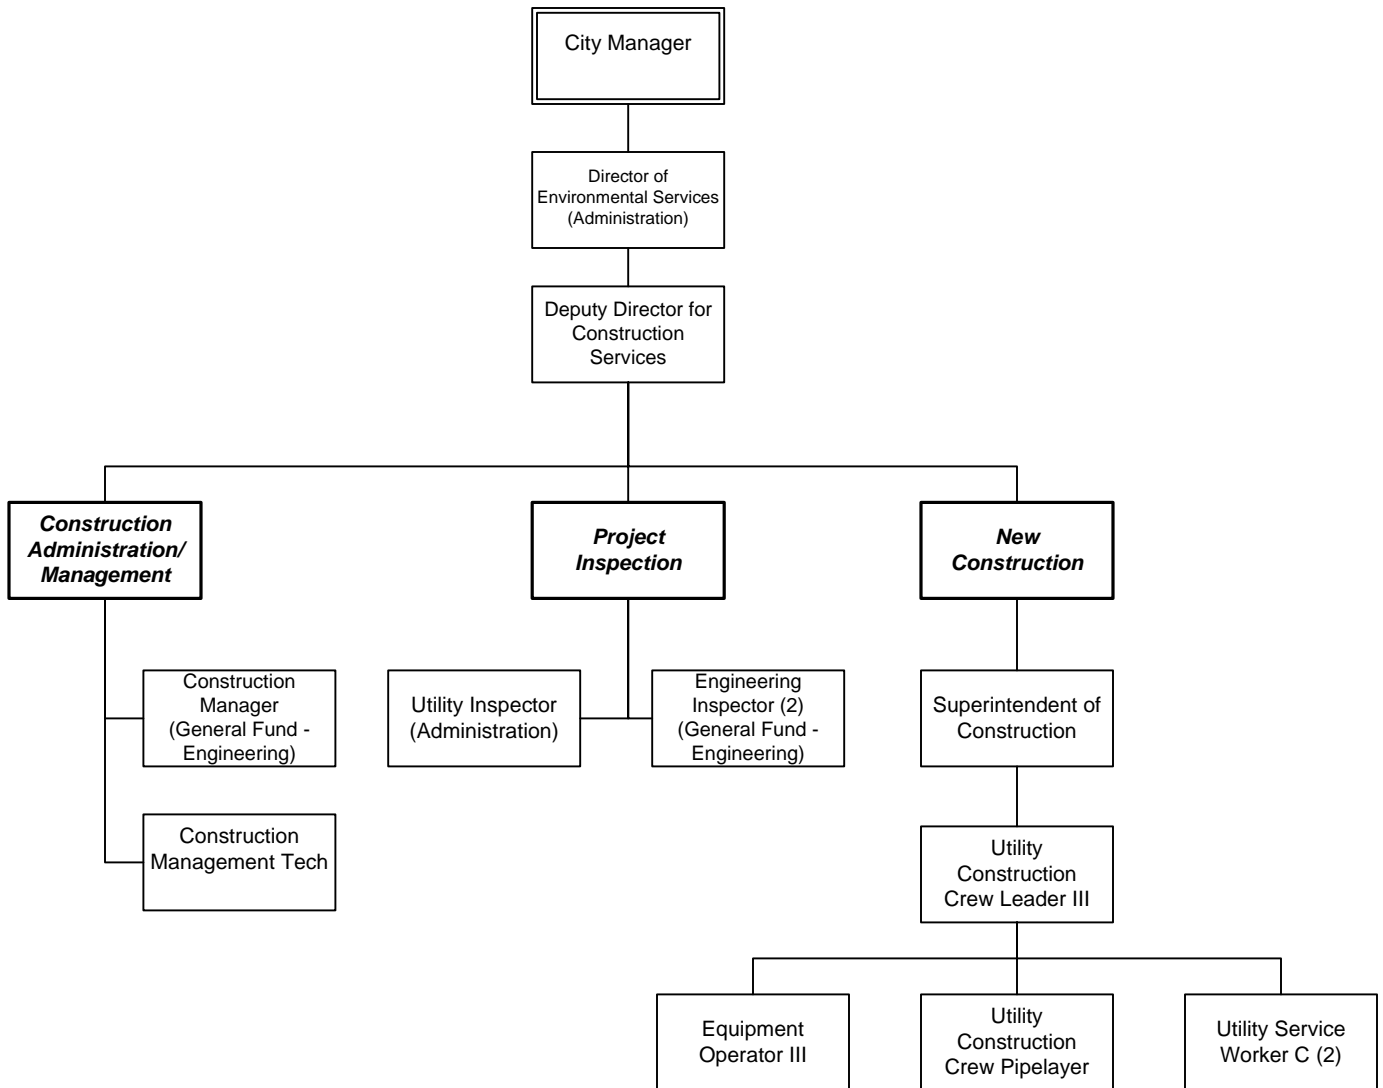 City Manager
Director of
Environmental Services
(Administration)
Deputy Director for
Construction
Services
Construction
Administration/
Management
Project
Inspection
New
Construction
Construction
Manager
(General Fund -
Engineering)
Utility Inspector
(Administration)
Engineering
Inspector (2)
(General Fund -
Engineering)
Superintendent of
Construction
Construction
Management Tech
Utility
Construction
Crew Leader III
Equipment
Operator III
Utility
Construction
Crew Pipelayer
Utility Service
Worker C (2)